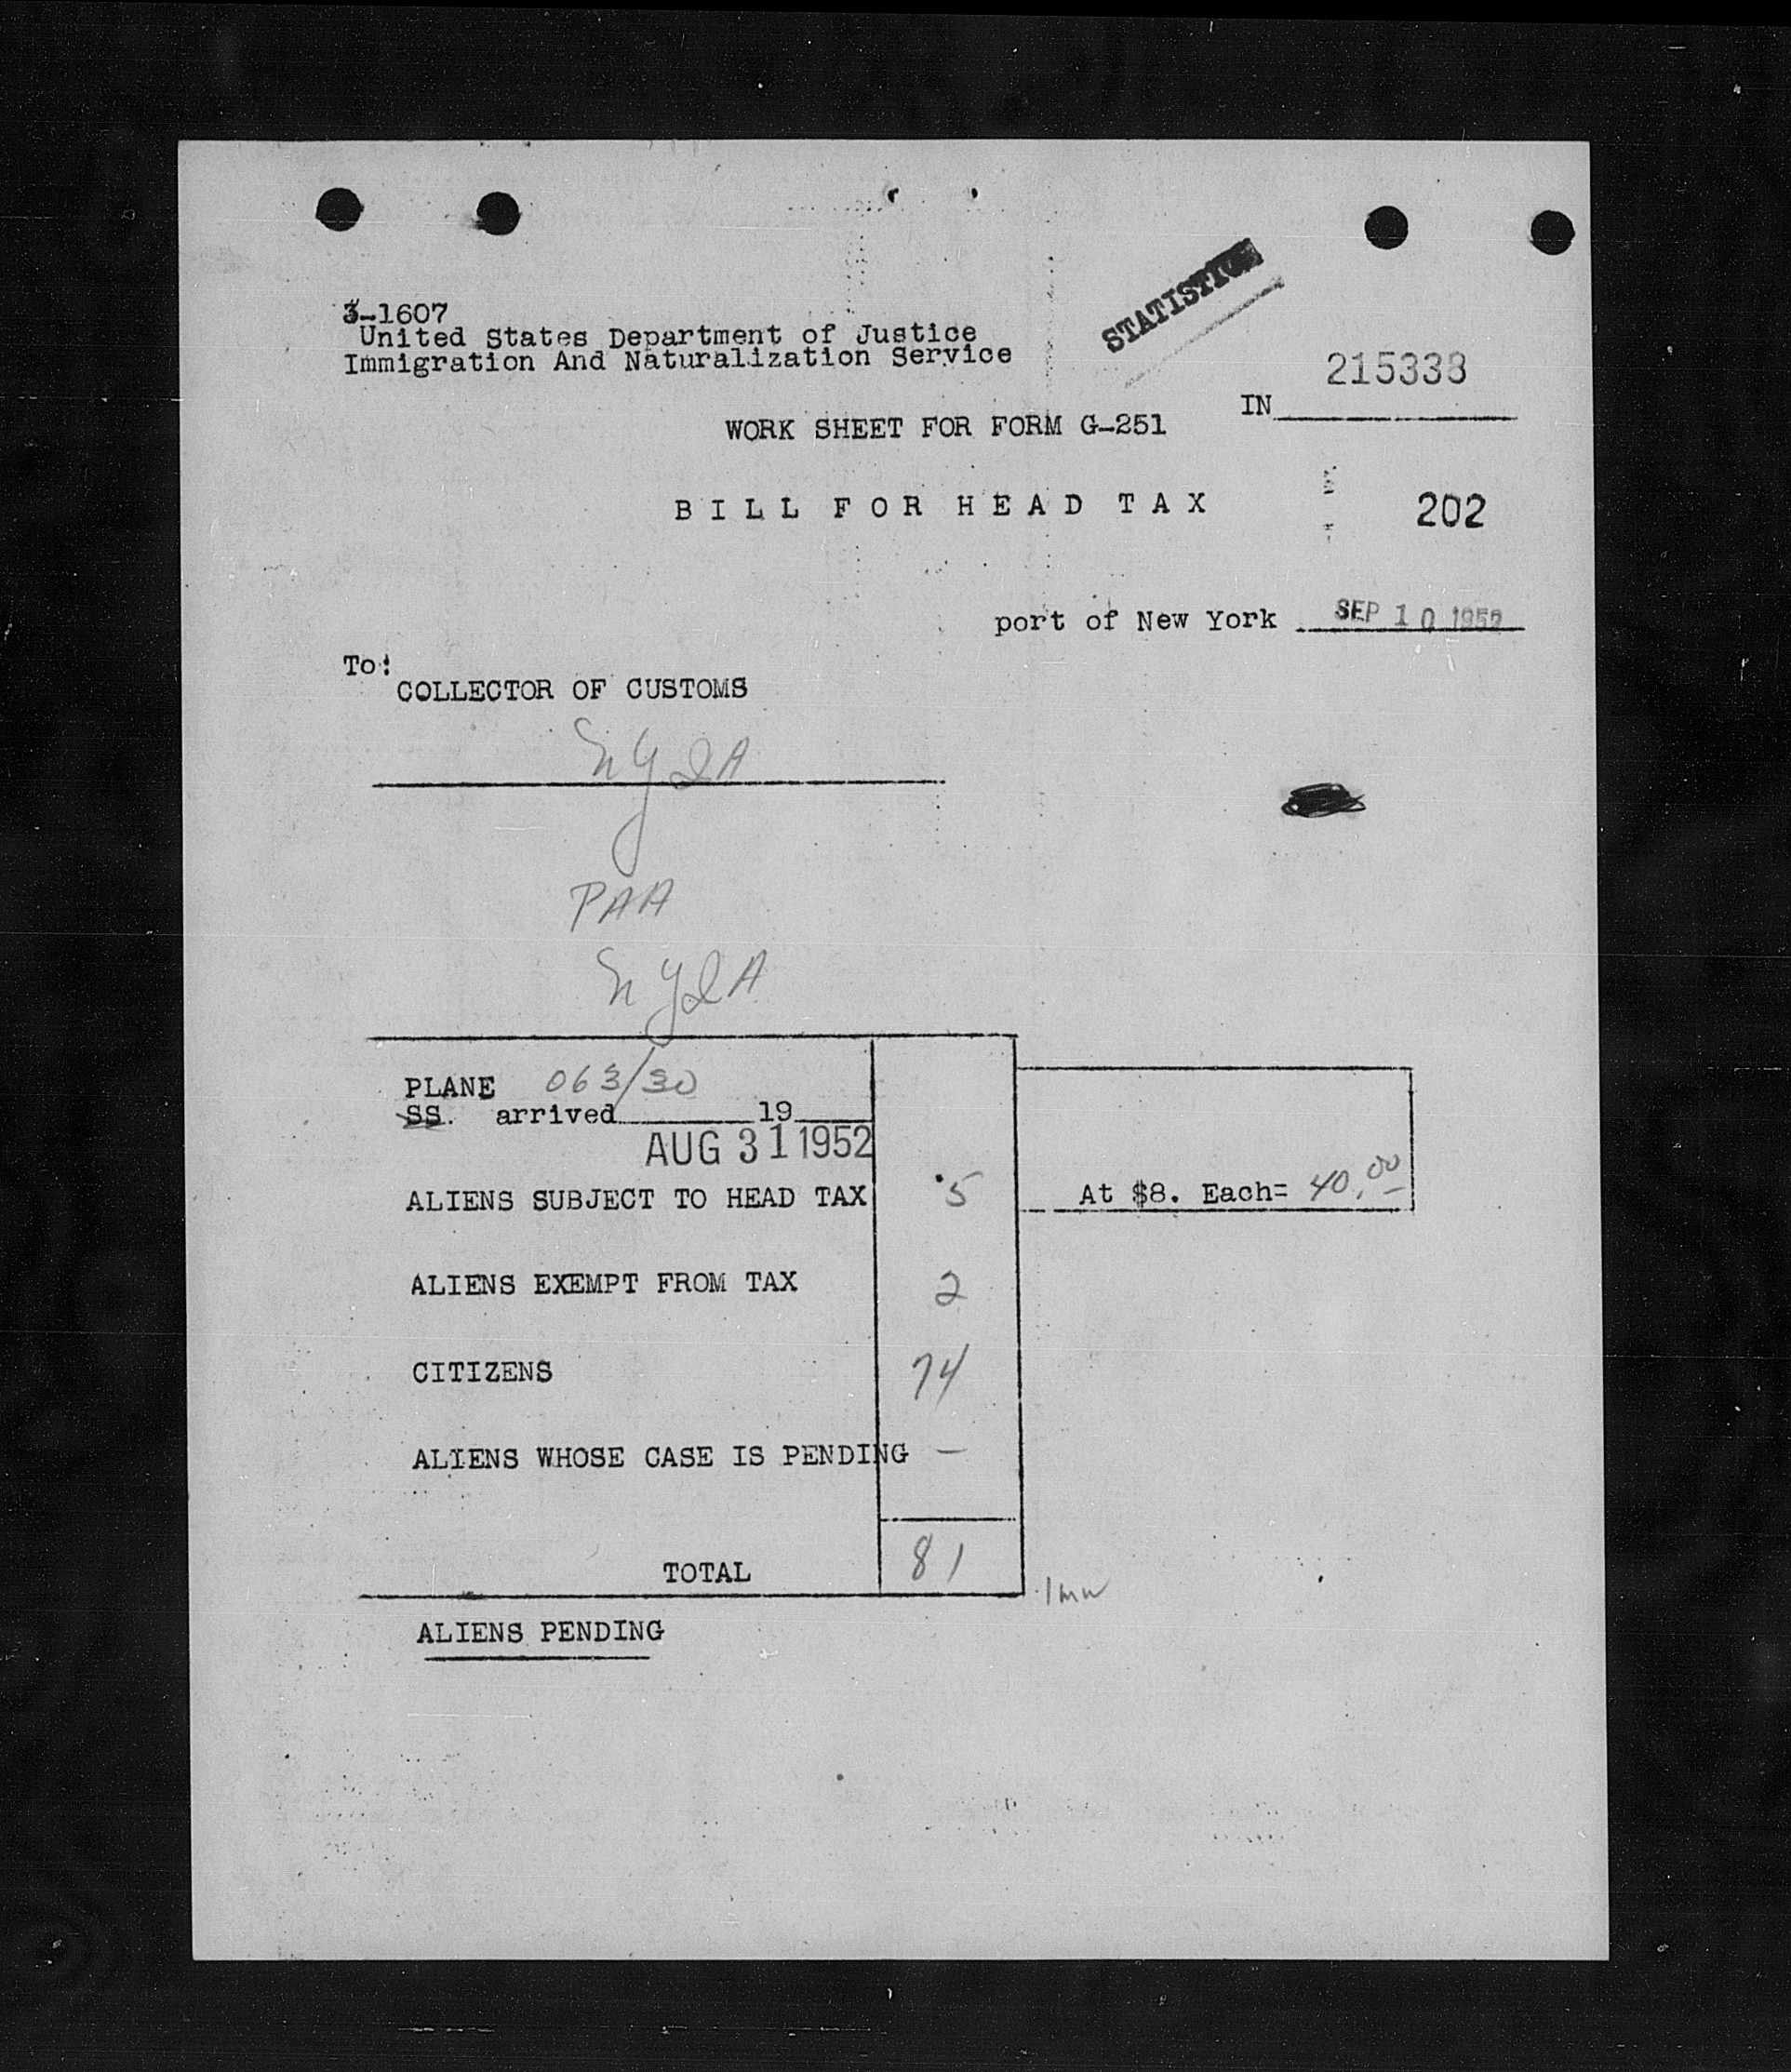 STATISTICS
3-1607
United States Department of Justice
Immigration And Naturalization Service
215333
IN
WORK SHEET FOR FORM G-251
BILL FOR HEAD TAX
202
port of New York SEP 10 1952
To:
COLLECTOR OF CUSTOMS
NYIA
PAA
NYIA
PLANE 063/30
SS. arrived 19
AUG 31 1952
ALIENS SUBJECT TO HEAD TAX 5 At $8. Each= 40.00
ALIENS EXEMPT FROM TAX 2
CITIZENS 74
ALIENS WHOSE CASE IS PENDING —
TOTAL 81
ALIENS PENDING